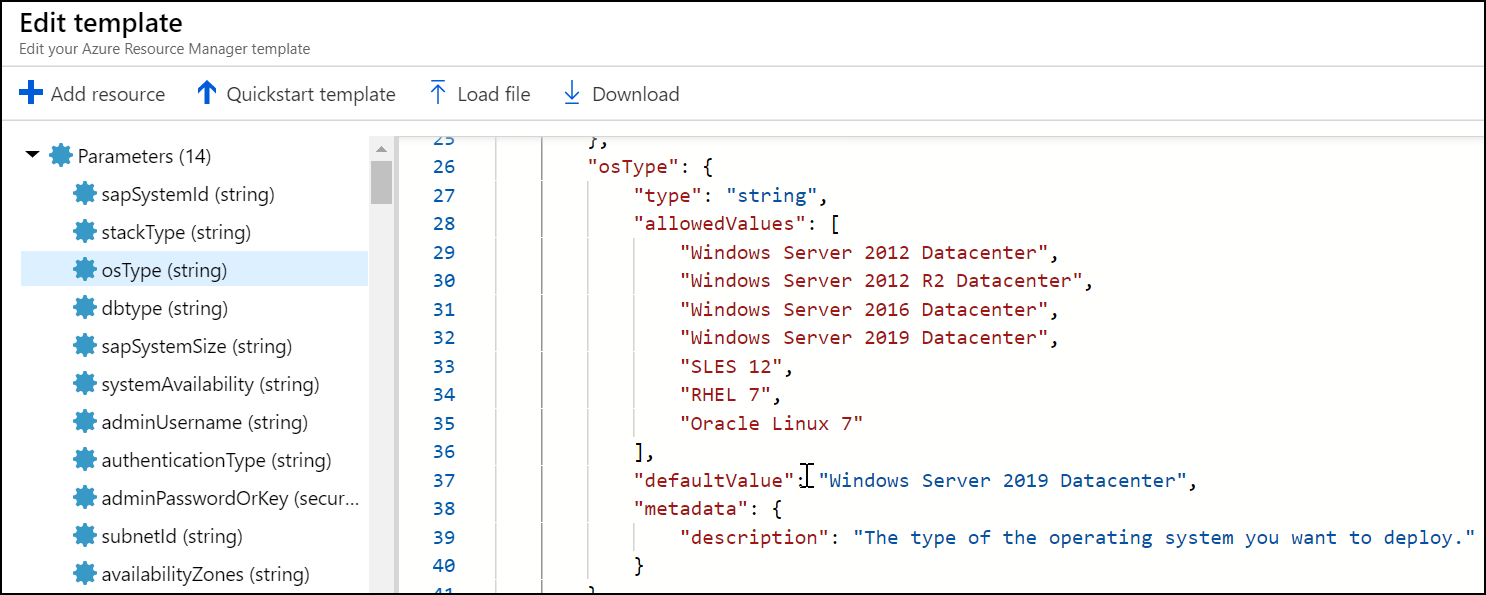 Edit template
Edit your Azure Resource Manager template
Add resource
Quickstart template
Load file
Download
Parameters (14)
sapSystemId (string)
stackType (string)
osType (string)
dbtype (string)
sapSystemSize (string)
systemAvailability (string)
adminUsername (string)
authenticationType (string)
adminPasswordOrKey (secur...
subnetId (string)
availabilityZones (string)
25 },
26 "osType": {
27 "type": "string",
28 "allowedValues": [
29 "Windows Server 2012 Datacenter",
30 "Windows Server 2012 R2 Datacenter",
31 "Windows Server 2016 Datacenter",
32 "Windows Server 2019 Datacenter",
33 "SLES 12",
34 "RHEL 7",
35 "Oracle Linux 7"
36 ],
37 "defaultValue": "Windows Server 2019 Datacenter",
38 "metadata": {
39 "description": "The type of the operating system you want to deploy."
40 }
41 }